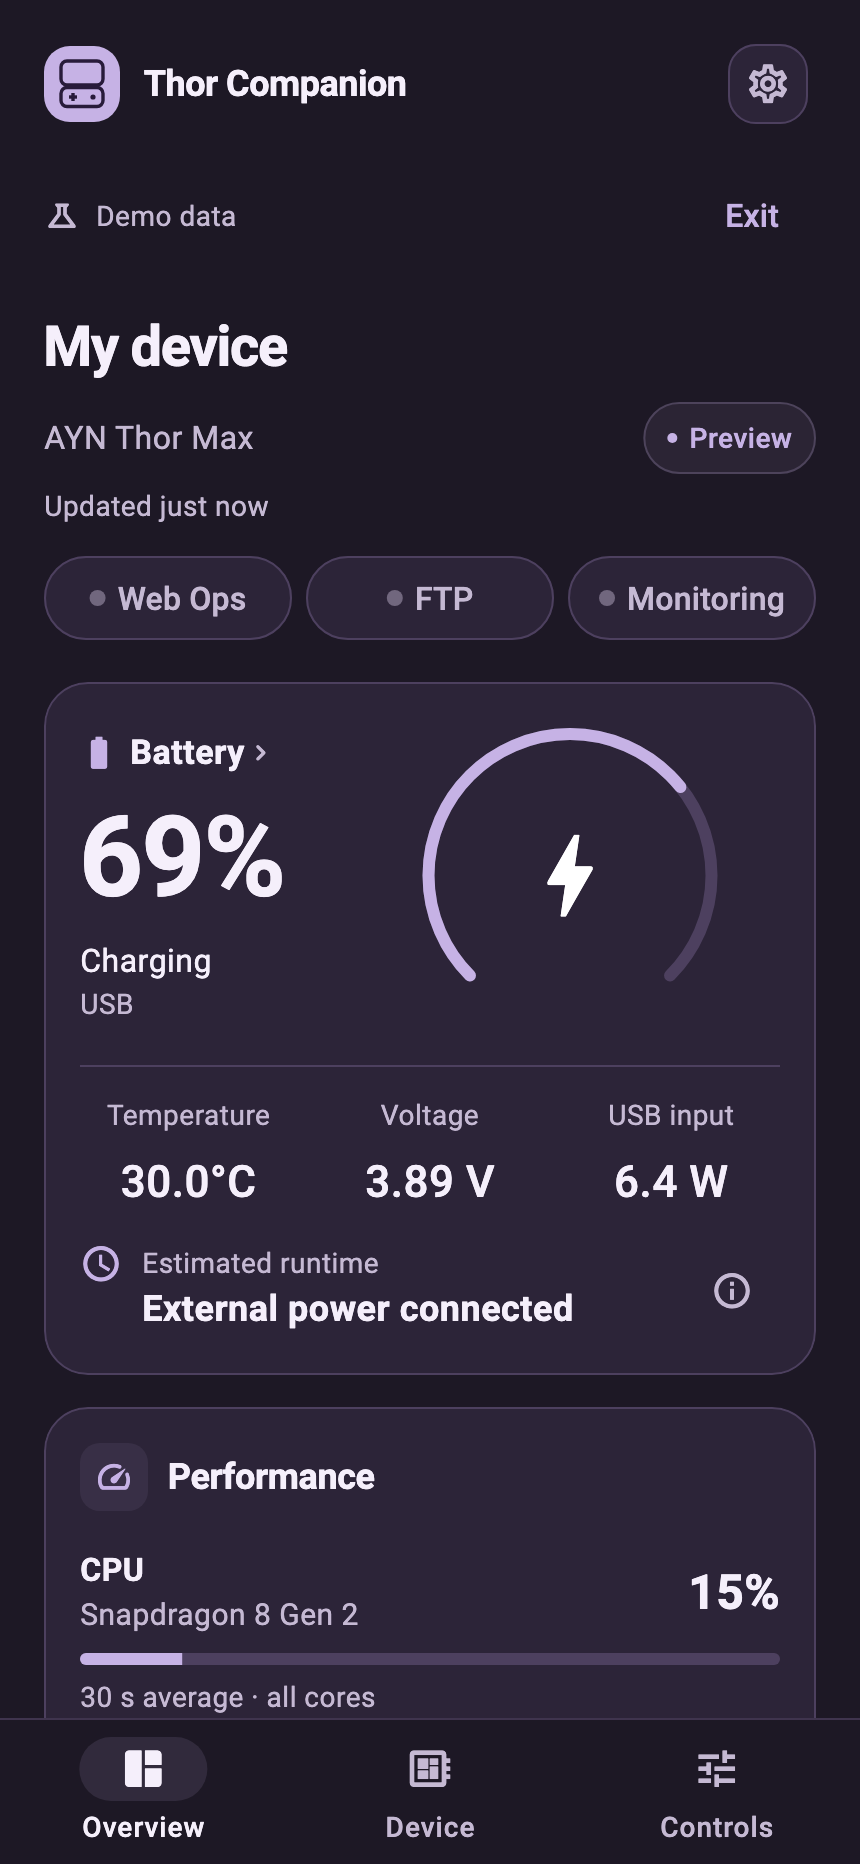 Thor Companion
Demo data
Exit
My device
AYN Thor Max
Preview
Updated just now
Web Ops
FTP
Monitoring
Battery
69%
Charging
USB
Temperature
Voltage
USB input
30.0°C
3.89 V
6.4 W
Estimated runtime
External power connected
Performance
CPU
15%
Snapdragon 8 Gen 2
30 s average · all cores
Overview
Device
Controls